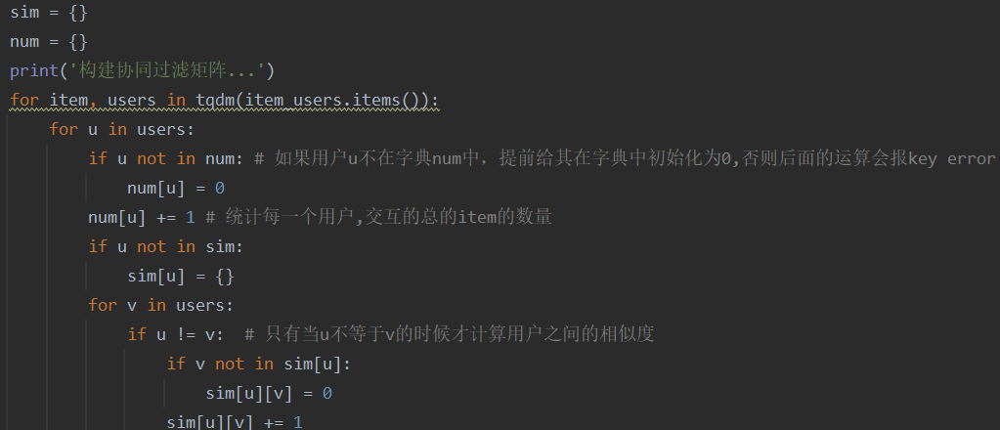 sim = {}
num = {}
print('构建协同过滤矩阵...')
for item, users in tqdm(item_users.items()):
    for u in users:
        if u not in num: # 如果用户u不在字典num中，提前给其在字典中初始化为0,否则后面的运算会报key error
            num[u] = 0
        num[u] += 1 # 统计每一个用户,交互的总的item的数量
        if u not in sim:
            sim[u] = {}
        for v in users:
            if u != v:  # 只有当u不等于v的时候才计算用户之间的相似度
                if v not in sim[u]:
                    sim[u][v] = 0
                sim[u][v] += 1